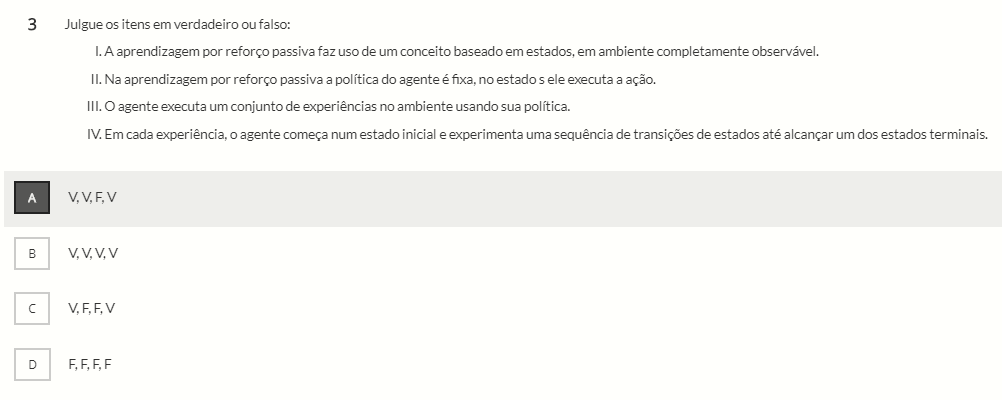 3 Julgue os itens em verdadeiro ou falso:
I. A aprendizagem por reforço passiva faz uso de um conceito baseado em estados, em ambiente completamente observável.
II. Na aprendizagem por reforço passiva a política do agente é fixa, no estado s ele executa a ação.
III. O agente executa um conjunto de experiências no ambiente usando sua política.
IV. Em cada experiência, o agente começa num estado inicial e experimenta uma sequência de transições de estados até alcançar um dos estados terminais.
A V, V, F, V
B V, V, V, V
C V, F, F, V
D F, F, F, F